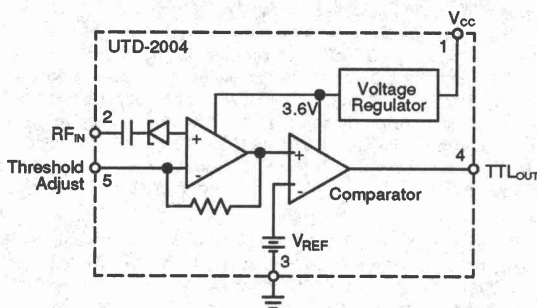 UTD-2004
VCC
1
Voltage
Regulator
3.6V
2
RFIN
+
-
Threshold
Adjust
5
+
-
4
TTLOUT
Comparator
VREF
3